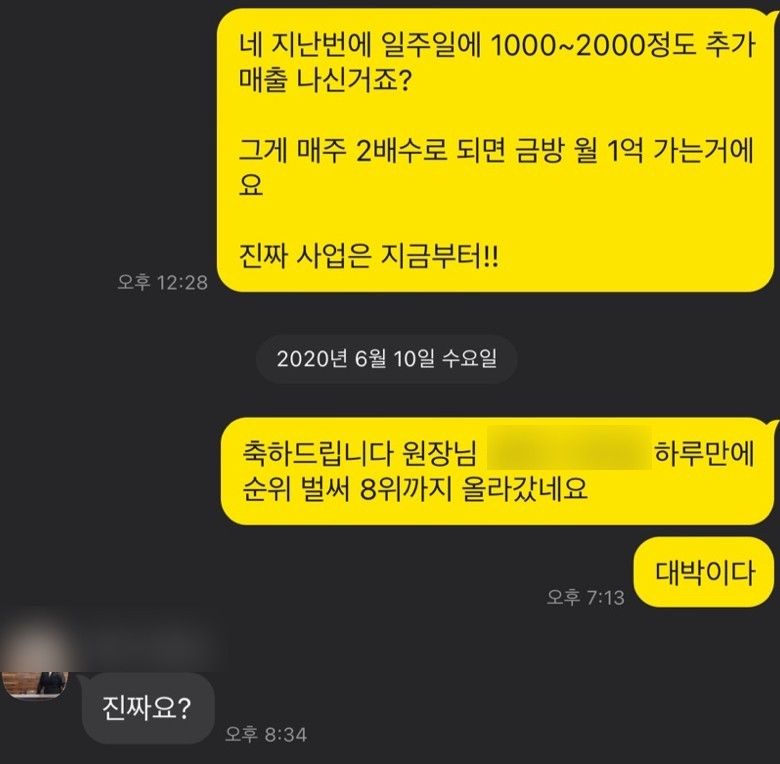 네 지난번에 일주일에 1000~2000정도 추가
매출 나신거죠?
그게 매주 2배수로 되면 금방 월 1억 가는거에
요
진짜 사업은 지금부터!!
오후 12:28
2020년 6월 10일 수요일
축하드립니다 원장님 하루만에
순위 벌써 8위까지 올라갔네요
대박이다
오후 7:13
진짜요?
오후 8:34